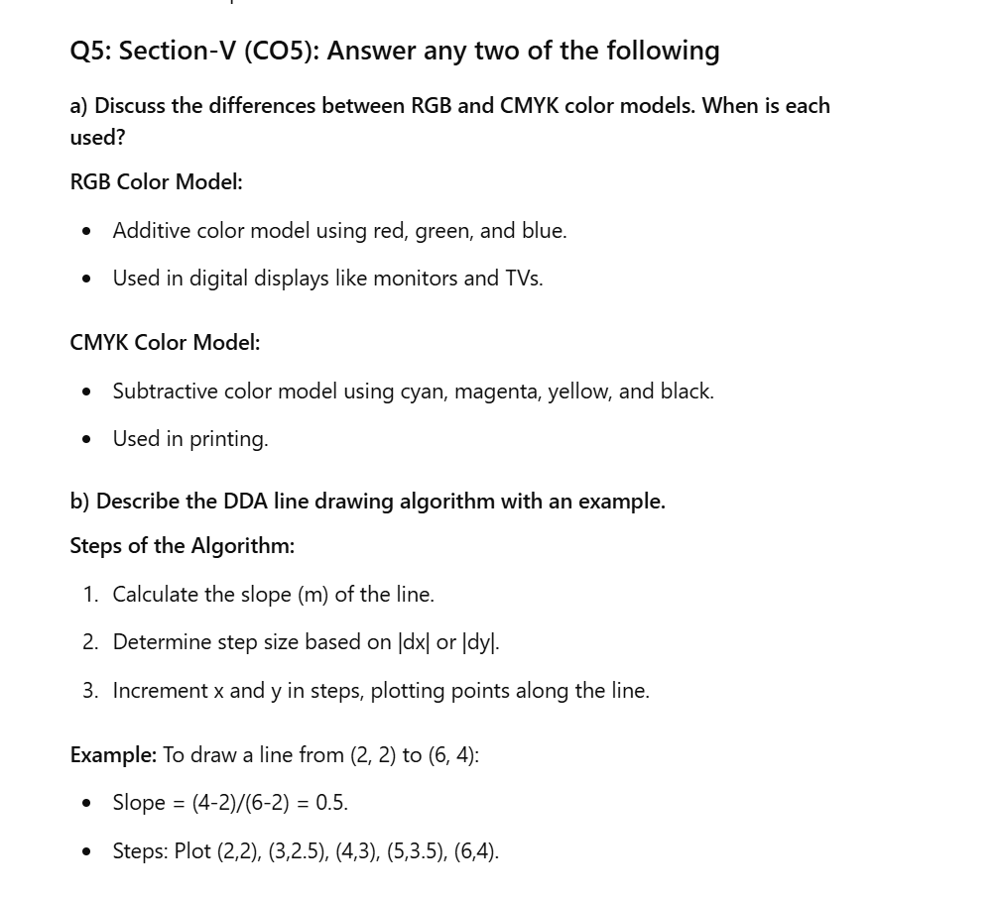 Q5: Section-V (CO5): Answer any two of the following
a) Discuss the differences between RGB and CMYK color models. When is each
used?
RGB Color Model:
• Additive color model using red, green, and blue.
• Used in digital displays like monitors and TVs.
CMYK Color Model:
• Subtractive color model using cyan, magenta, yellow, and black.
• Used in printing.
b) Describe the DDA line drawing algorithm with an example.
Steps of the Algorithm:
1. Calculate the slope (m) of the line.
2. Determine step size based on |dx| or |dy|.
3. Increment x and y in steps, plotting points along the line.
Example: To draw a line from (2, 2) to (6, 4):
• Slope = (4-2)/(6-2) = 0.5.
• Steps: Plot (2,2), (3,2.5), (4,3), (5,3.5), (6,4).